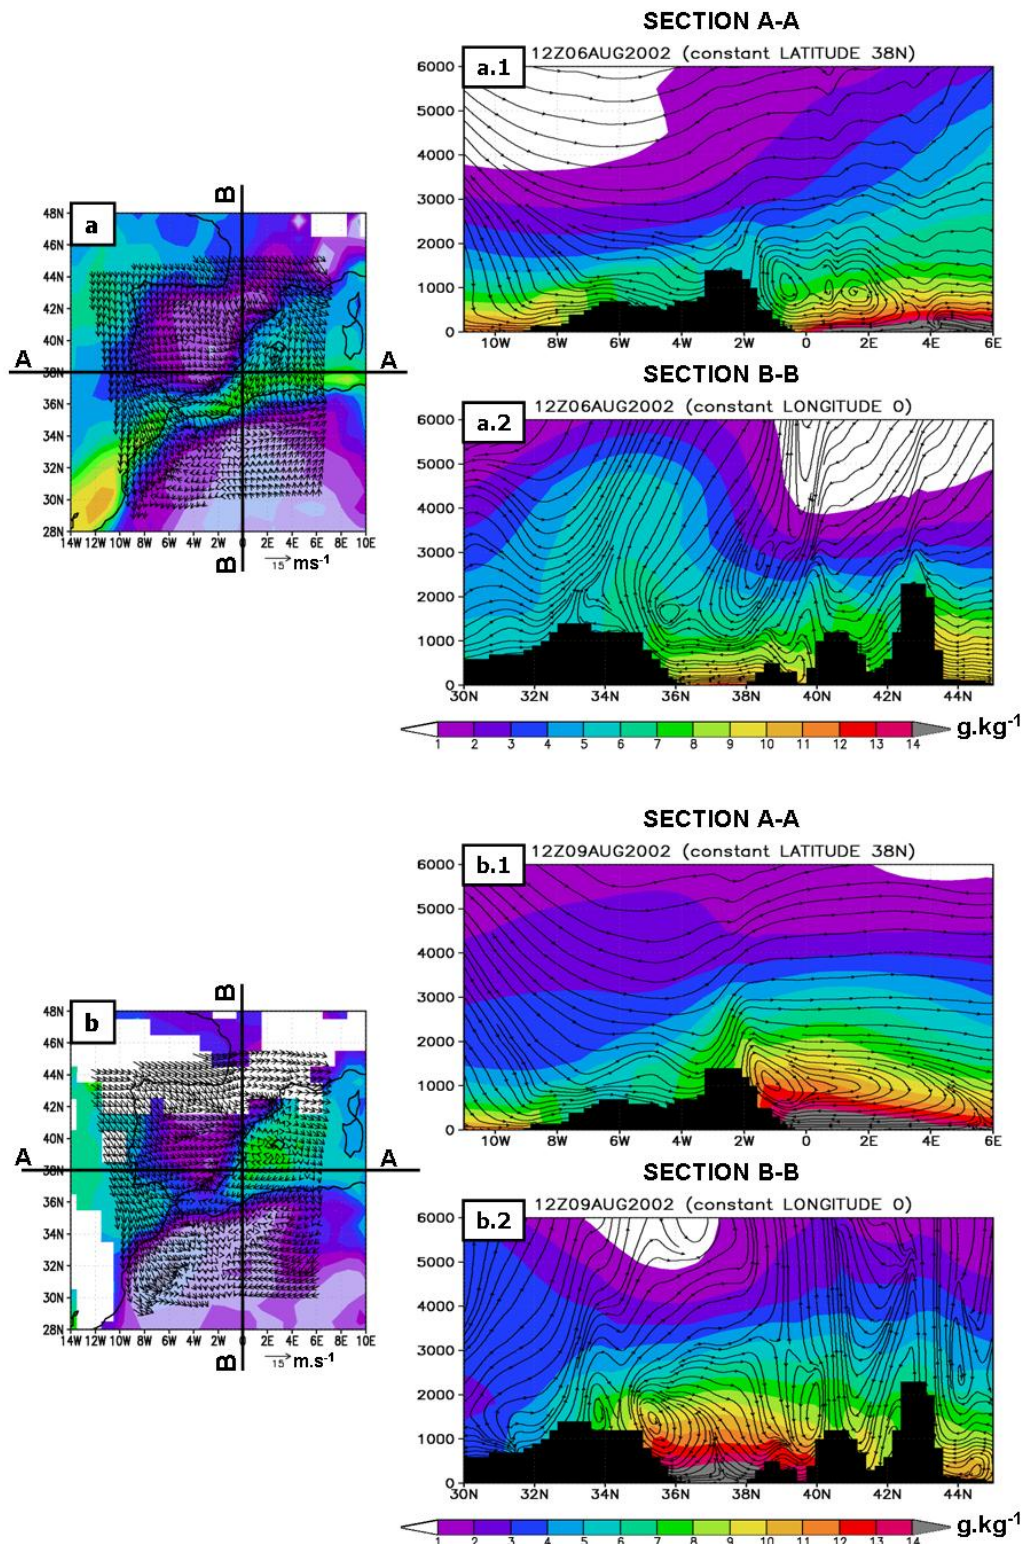 SECTION A-A
a.1
12Z06AUG2002 (constant LATITUDE 38N)
6000
5000
4000
3000
2000
1000
0
10W 8W 6W 4W 2W 0 2E 4E 6E
B
a
48N
46N
44N
42N
40N
38N
36N
34N
32N
30N
28N
A A
14W 12W 10W 8W 6W 4W 2W 0 2E 4E 6E 8E 10E
B
15 ms-1
SECTION B-B
a.2
12Z06AUG2002 (constant LONGITUDE 0)
6000
5000
4000
3000
2000
1000
0
30N 32N 34N 36N 38N 40N 42N 44N
1 2 3 4 5 6 7 8 9 10 11 12 13 14
g.kg-1
SECTION A-A
b.1
12Z09AUG2002 (constant LATITUDE 38N)
6000
5000
4000
3000
2000
1000
0
10W 8W 6W 4W 2W 0 2E 4E 6E
B
b
48N
46N
44N
42N
40N
38N
36N
34N
32N
30N
28N
A A
14W 12W 10W 8W 6W 4W 2W 0 2E 4E 6E 8E 10E
B
15 m.s-1
SECTION B-B
b.2
12Z09AUG2002 (constant LONGITUDE 0)
6000
5000
4000
3000
2000
1000
0
30N 32N 34N 36N 38N 40N 42N 44N
1 2 3 4 5 6 7 8 9 10 11 12 13 14
g.kg-1